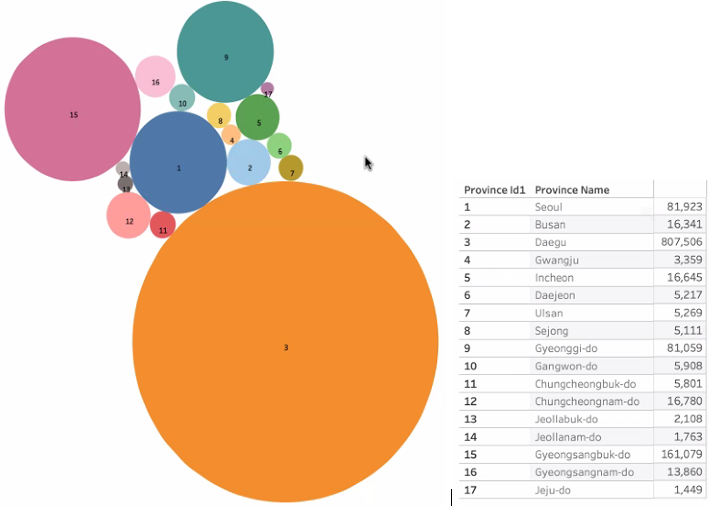 9
16
17
10
15
8
5
4
6
1
2
14
7
13
12
11
3
Province Id1 Province Name
1 Seoul 81,923
2 Busan 16,341
3 Daegu 807,506
4 Gwangju 3,359
5 Incheon 16,645
6 Daejeon 5,217
7 Ulsan 5,269
8 Sejong 5,111
9 Gyeonggi-do 81,059
10 Gangwon-do 5,908
11 Chungcheongbuk-do 5,801
12 Chungcheongnam-do 16,780
13 Jeollabuk-do 2,108
14 Jeollanam-do 1,763
15 Gyeongsangbuk-do 161,079
16 Gyeongsangnam-do 13,860
17 Jeju-do 1,449